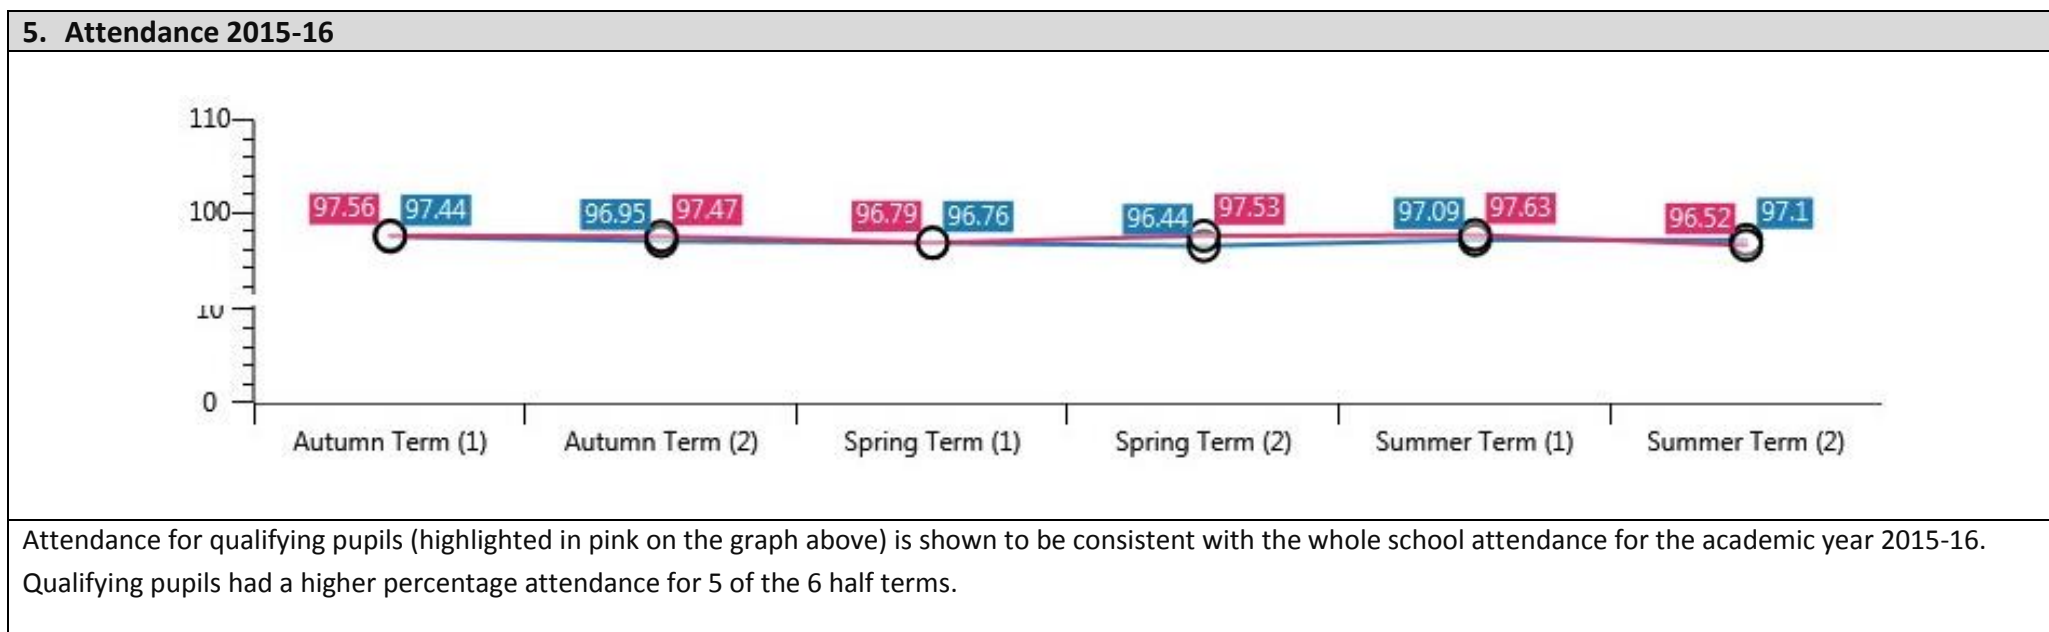 5. Attendance 2015-16
110
97.56 97.44 96.95 97.47 96.79 96.76 96.44 97.53 97.09 97.63 96.52 97.1
100
10
0
Autumn Term (1) Autumn Term (2) Spring Term (1) Spring Term (2) Summer Term (1) Summer Term (2)
Attendance for qualifying pupils (highlighted in pink on the graph above) is shown to be consistent with the whole school attendance for the academic year 2015-16.
Qualifying pupils had a higher percentage attendance for 5 of the 6 half terms.